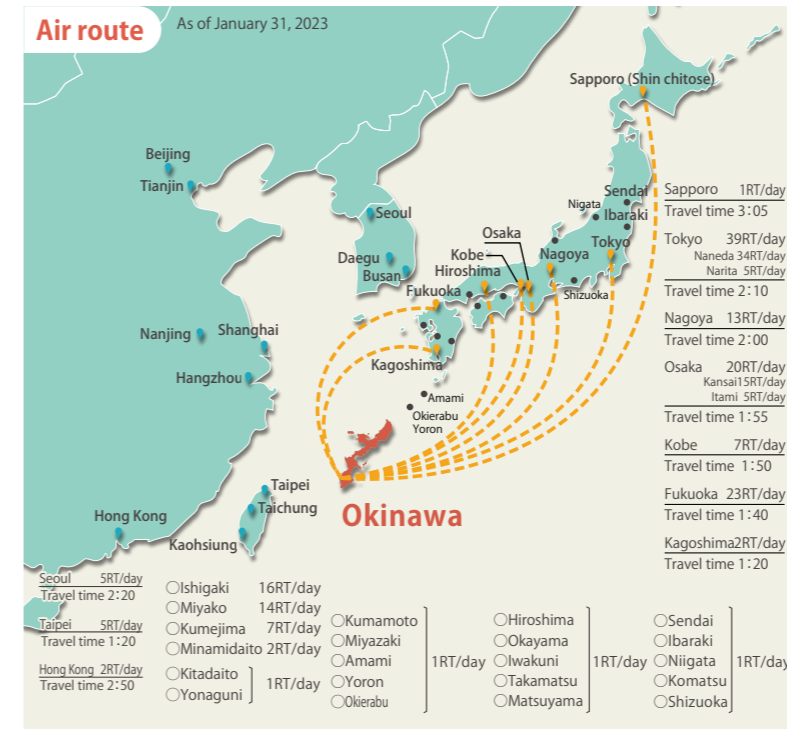 Air route
As of January 31, 2023
Sapporo (Shin chitose)
Beijing
Tianjin
Seoul
Daegu
Busan
Nanjing
Shanghai
Hangzhou
Hong Kong
Taipei
Taichung
Kaohsiung
Sendai
Nigata
Ibaraki
Osaka
Tokyo
Kobe
Nagoya
Hiroshima
Fukuoka
Shizuoka
Kagoshima
Amami
Okierabu
Yoron
Okinawa
Sapporo 1RT/day
Travel time 3:05
Tokyo 39RT/day
Naneda 34RT/day
Narita 5RT/day
Travel time 2:10
Nagoya 13RT/day
Travel time 2:00
Osaka 20RT/day
Kansai15RT/day
Itami 5RT/day
Travel time 1:55
Kobe 7RT/day
Travel time 1:50
Fukuoka 23RT/day
Travel time 1:40
Kagoshima2RT/day
Travel time 1:20
Seoul 5RT/day
Travel time 2:20
Taipei 5RT/day
Travel time 1:20
Hong Kong 2RT/day
Travel time 2:50
○Ishigaki 16RT/day
○Miyako 14RT/day
○Kumejima 7RT/day
○Minamidaito 2RT/day
○Kitadaito
○Yonaguni
1RT/day
○Kumamoto
○Miyazaki
○Amami
○Yoron
○Okierabu
1RT/day
○Hiroshima
○Okayama
○Iwakuni
○Takamatsu
○Matsuyama
1RT/day
○Sendai
○Ibaraki
○Niigata
○Komatsu
○Shizuoka
1RT/day